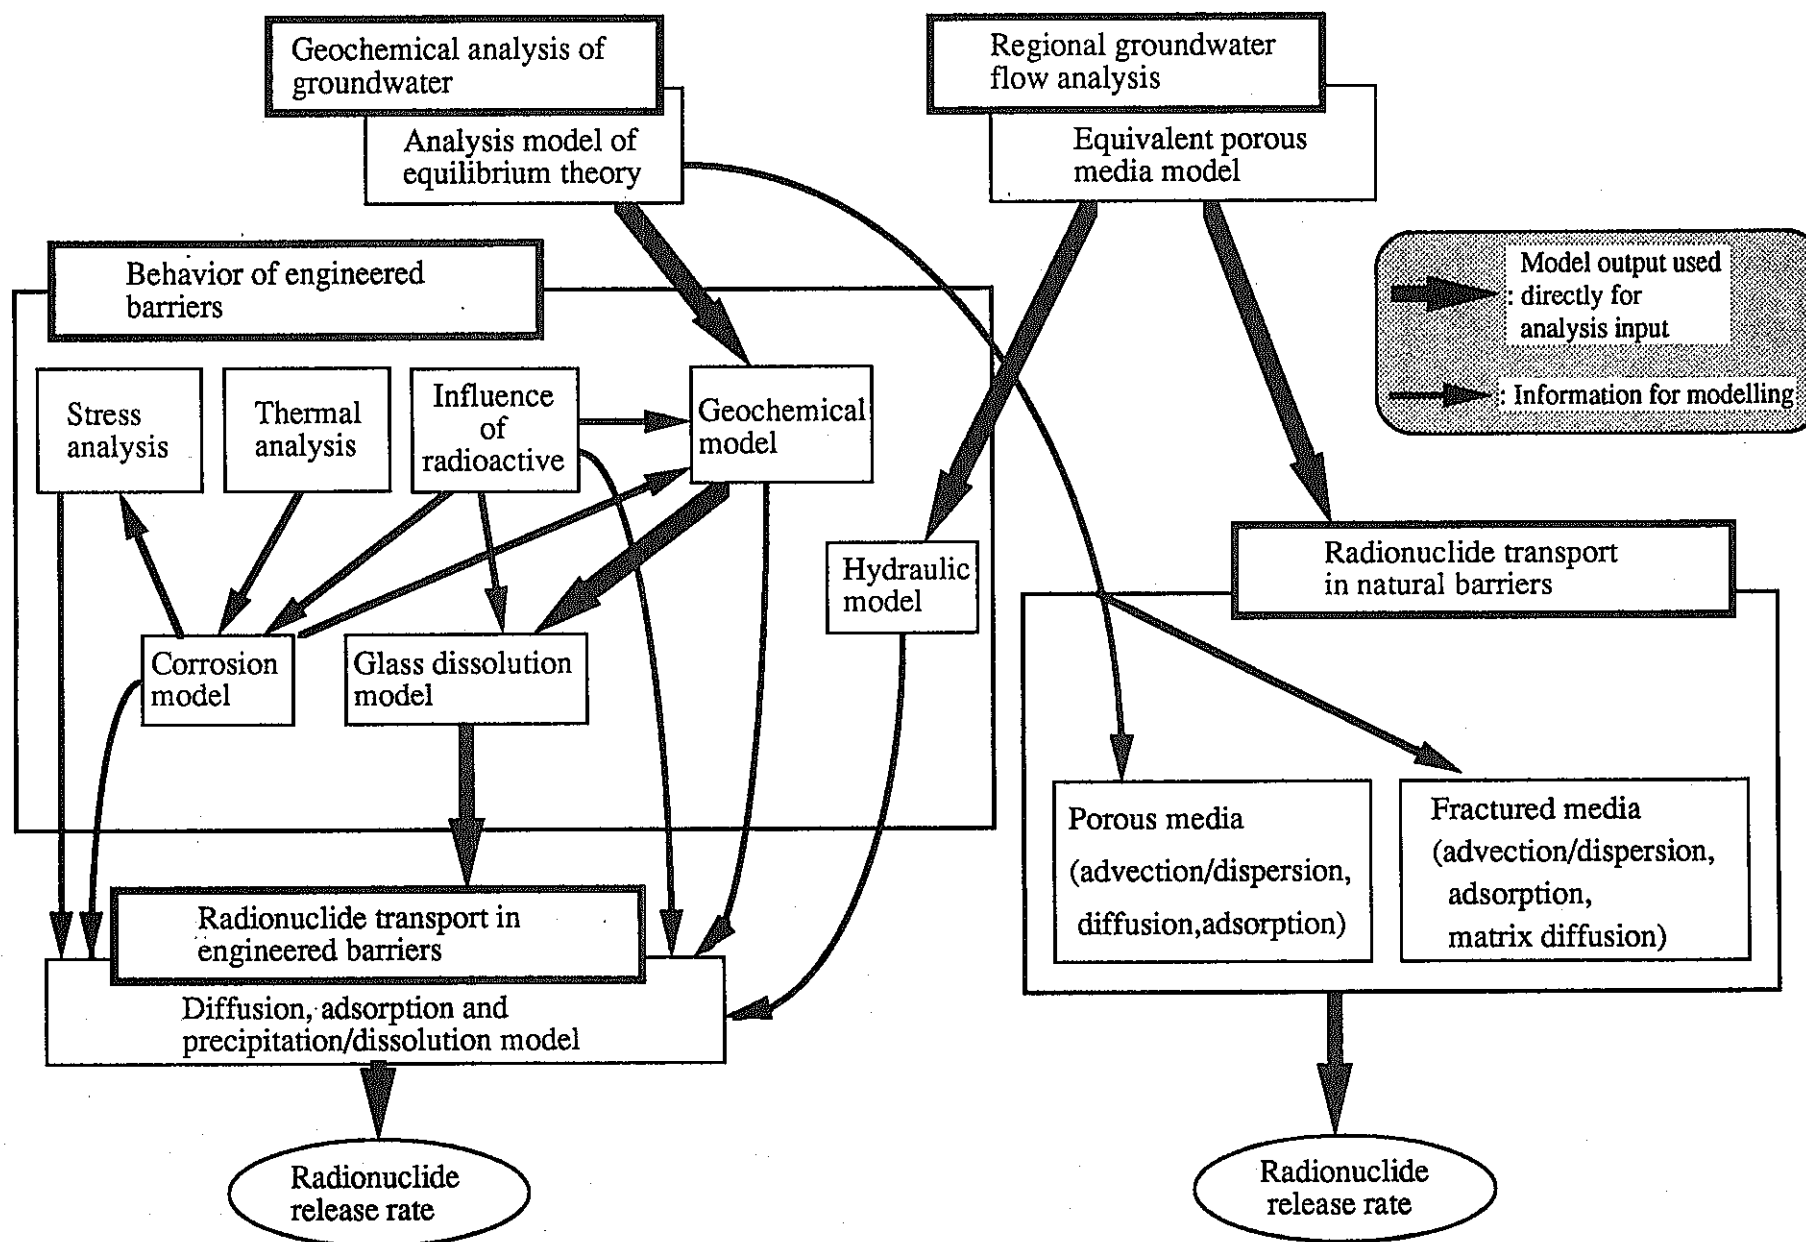 Geochemical analysis of
groundwater
Analysis model of
equilibrium theory
Regional groundwater
flow analysis
Equivalent porous
media model
Model output used
: directly for
analysis input
: Information for modelling
Behavior of engineered
barriers
Stress
analysis
Thermal
analysis
Influence
of
radioactive
Geochemical
model
Hydraulic
model
Corrosion
model
Glass dissolution
model
Radionuclide transport
in natural barriers
Porous media
(advection/dispersion,
diffusion,adsorption)
Fractured media
(advection/dispersion,
adsorption,
matrix diffusion)
Radionuclide transport in
engineered barriers
Diffusion, adsorption and
precipitation/dissolution model
Radionuclide
release rate
Radionuclide
release rate